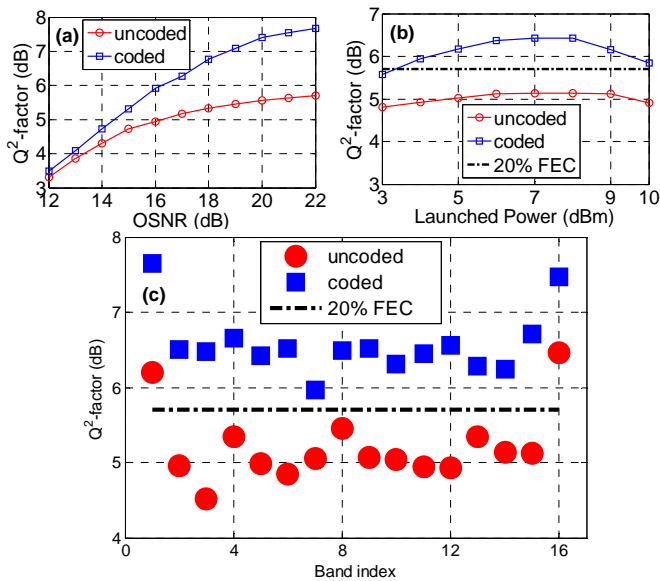 (a)
uncoded
coded
8
7
6
5
4
3
12 14 16 18 20 22
Q²-factor (dB)
OSNR (dB)
(b)
7
6
5
4
3
uncoded
coded
20% FEC
3 5 7 9 10
Q²-factor (dB)
Launched Power (dBm)
(c)
uncoded
coded
20% FEC
8
7
6
5
4
0 4 8 12 16
Q²-factor (dB)
Band index